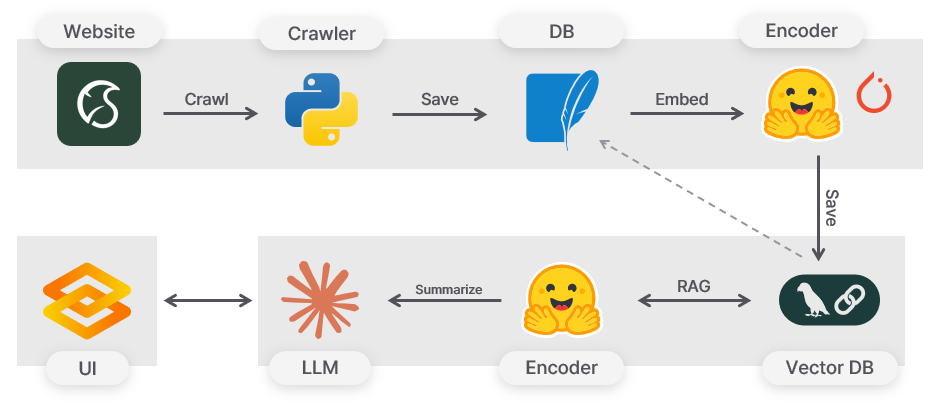 Website
Crawler
DB
Encoder
Crawl
Save
Embed
Save
Summarize
RAG
UI
LLM
Encoder
Vector DB